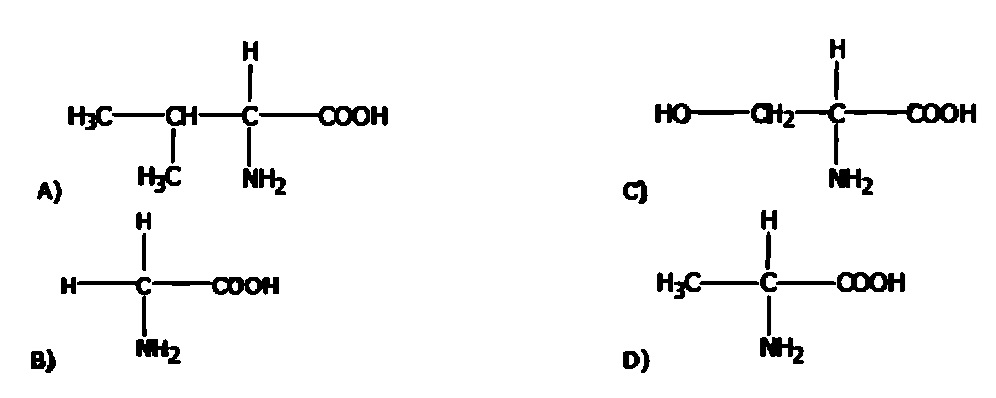 H
H3C CH C COOH
H3C NH2
A)
H
H C COOH
NH2
B)
H
HO CH2 C COOH
NH2
C)
H
H3C C COOH
NH2
D)